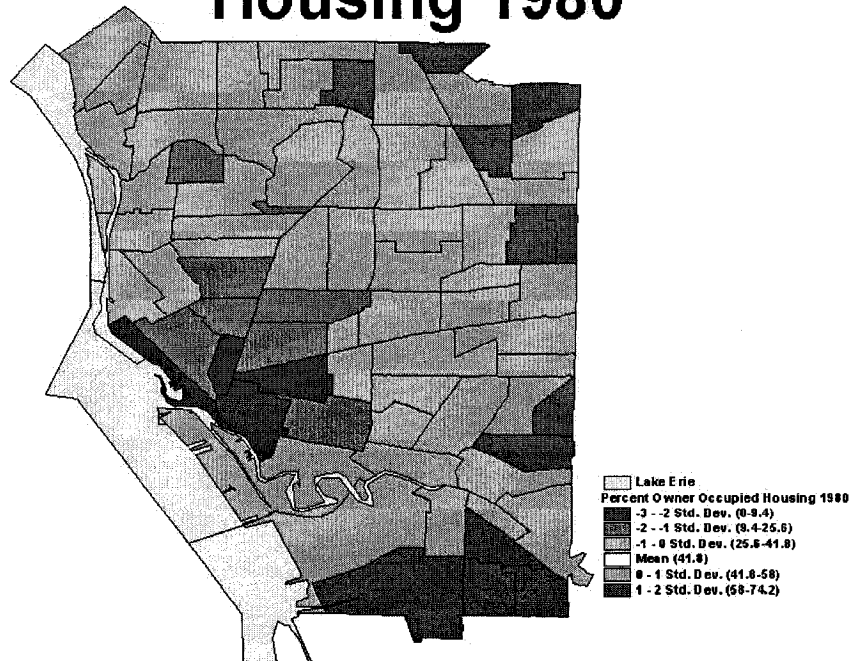 Housing 1980
Lake Erie
Percent Owner Occupied Housing 1980
-3 - -2 Std. Dev. (0-9.4)
-2 - -1 Std. Dev. (9.4-25.6)
-1 - 0 Std. Dev. (25.6-41.8)
Mean (41.8)
0 - 1 Std. Dev. (41.8-58)
1 - 2 Std. Dev. (58-74.2)